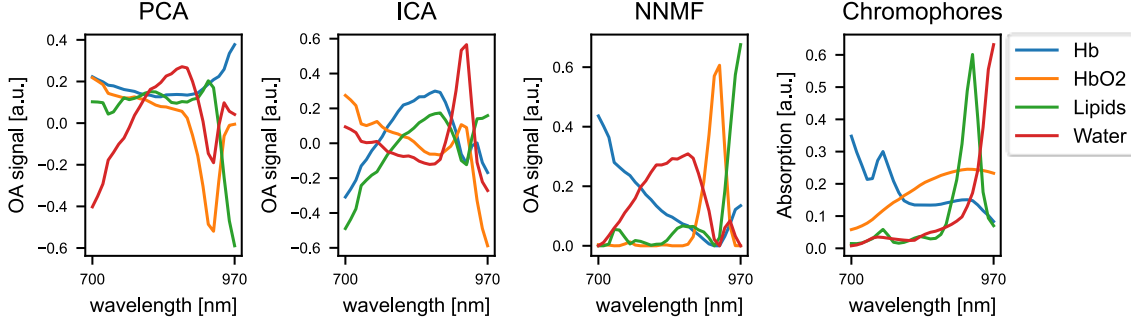 PCA
ICA
NNMF
Chromophores
OA signal [a.u.]
0.4
0.2
0.0
−0.2
−0.4
−0.6
700
970
wavelength [nm]
OA signal [a.u.]
0.6
0.4
0.2
0.0
−0.2
−0.4
−0.6
700
970
wavelength [nm]
OA signal [a.u.]
0.6
0.4
0.2
0.0
700
970
wavelength [nm]
Absorption [a.u.]
0.6
0.5
0.4
0.3
0.2
0.1
0.0
700
970
wavelength [nm]
Hb
HbO2
Lipids
Water